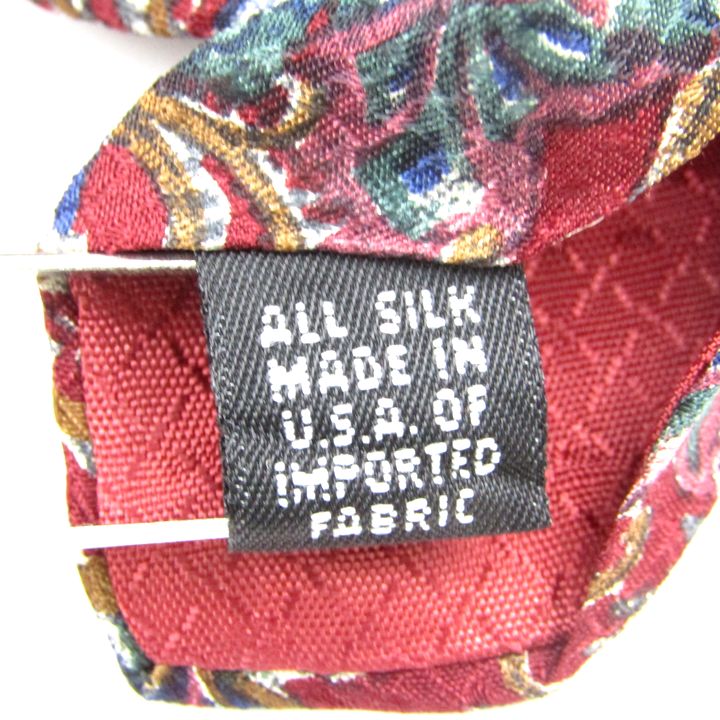 ALL SILK
MADE IN
U.S.A. OF
IMPORTED
FABRIC